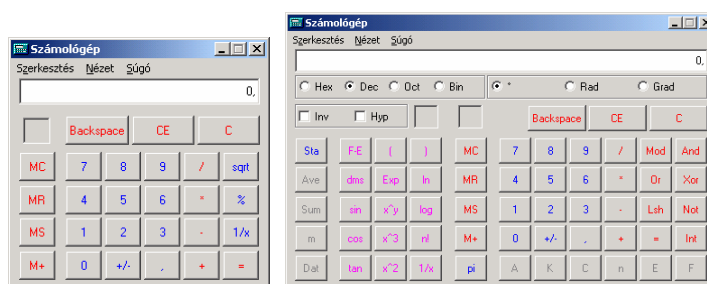 Számológép
Szerkesztés Nézet Súgó
0,
Backspace CE C
MC 7 8 9 / sqrt
MR 4 5 6 * %
MS 1 2 3 - 1/x
M+ 0 +/- , + =
Számológép
Szerkesztés Nézet Súgó
0,
Hex Dec Oct Bin ° Rad Grad
Inv Hyp Backspace CE C
Sta F-E ( ) MC 7 8 9 / Mod And
Ave dms Exp ln MR 4 5 6 * Or Xor
Sum sin x^y log MS 1 2 3 - Lsh Not
m cos x^3 n! M+ 0 +/- , + = Int
Dat tan x^2 1/x pi A K C n E F